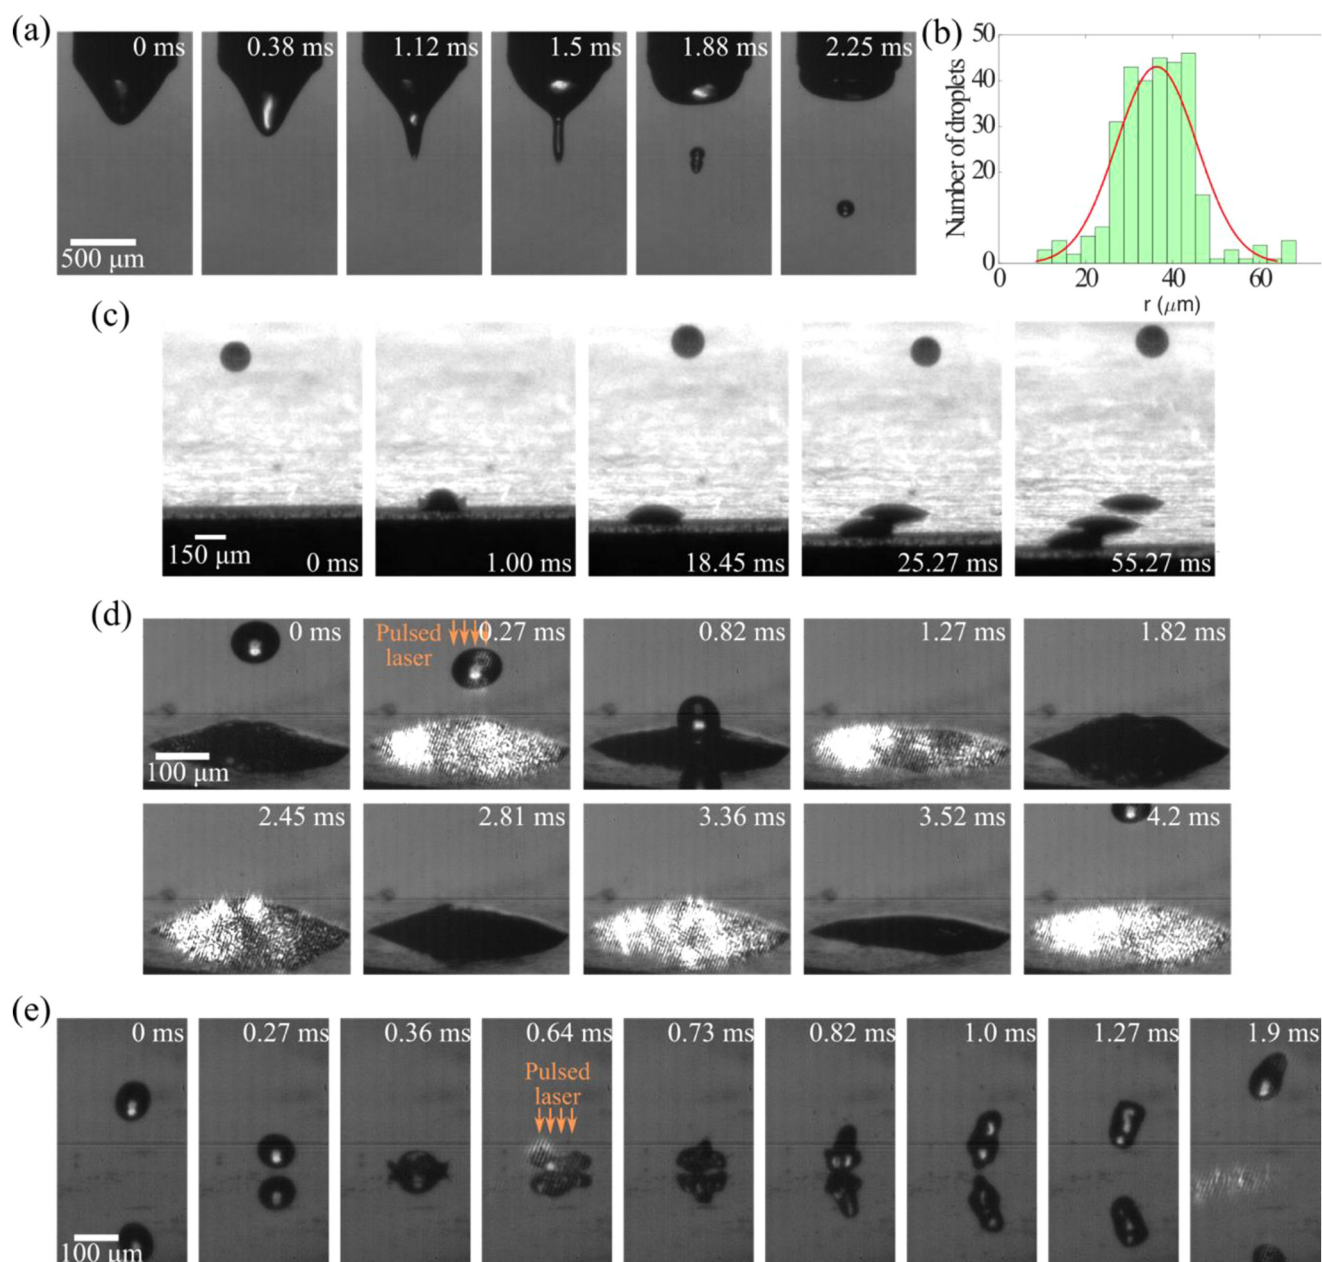 (a)
0 ms
0.38 ms
1.12 ms
1.5 ms
1.88 ms
2.25 ms
500 μm
(b)
50
40
30
20
0
Number of droplets
0
20
40
60
r (μm)
(c)
150 μm
0 ms
1.00 ms
18.45 ms
25.27 ms
55.27 ms
(d)
0 ms
Pulsed
laser
0.27 ms
0.82 ms
1.27 ms
1.82 ms
100 μm
2.45 ms
2.81 ms
3.36 ms
3.52 ms
4.2 ms
(e)
0 ms
0.27 ms
0.36 ms
0.64 ms
0.73 ms
0.82 ms
1.0 ms
1.27 ms
1.9 ms
Pulsed
laser
100 μm